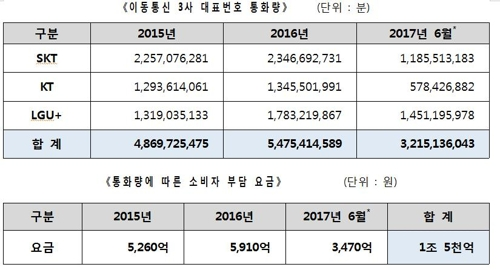 《이동통신 3사 대표번호 통화량》 (단위 : 분)
구분 2015년 2016년 2017년 6월*
SKT 2,257,076,281 2,346,692,731 1,185,513,183
KT 1,293,614,061 1,345,501,991 578,426,882
LGU+ 1,319,035,133 1,783,219,867 1,451,195,978
합 계 4,869,725,475 5,475,414,589 3,215,136,043
《통화량에 따른 소비자 부담 요금》 (단위 : 원)
구분 2015년 2016년 2017년 6월* 합 계
요금 5,260억 5,910억 3,470억 1조 5천억